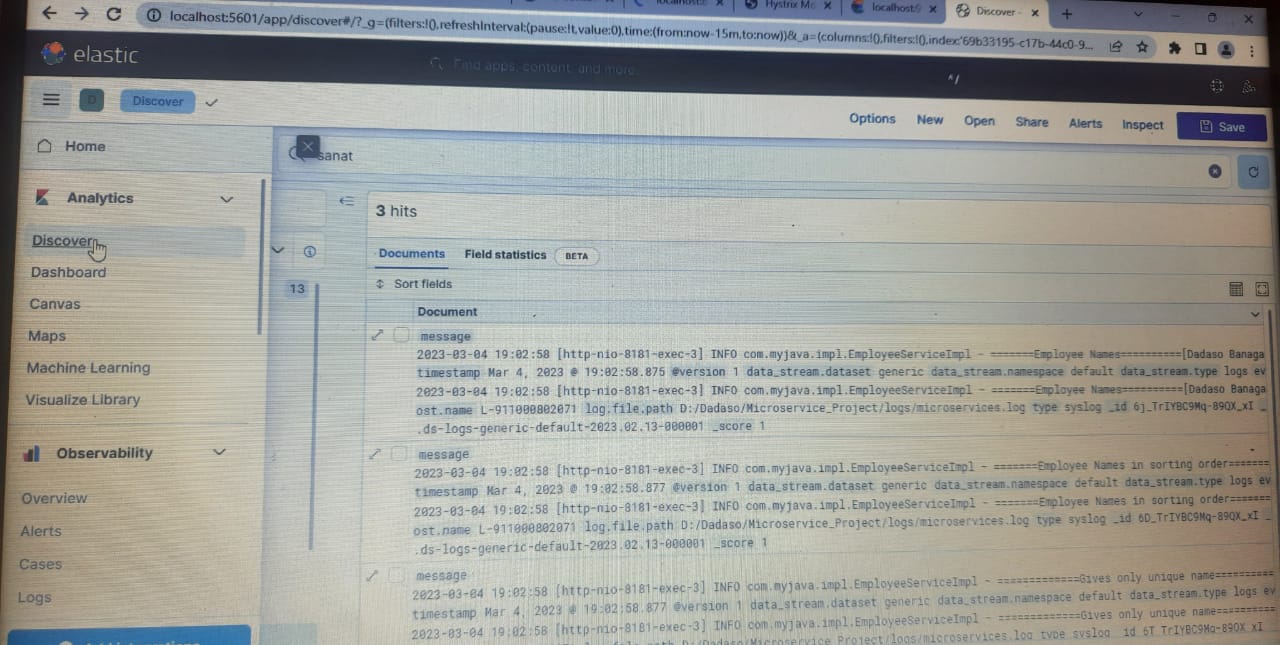 localhost:5
Hystrix Mo
localhost:9
Discover -
localhost:5601/app/discover#/?_g=(filters:!(),refreshInterval:(pause:!t,value:0),time:(from:now-15m,to:now))&_a=(columns:!(),filters:!(),index:'69b33195-c17b-44c0-9...
elastic
Find apps, content, and more.
^/
D
Discover
Options New Open Share Alerts Inspect Save
Home
sanat
Analytics
3 hits
Discover
Documents Field statistics BETA
Dashboard
Sort fields
13
Canvas
Document
Maps
message
2023-03-04 19:02:58 [http-nio-8181-exec-3] INFO com.myjava.impl.EmployeeServiceImpl - =======Employee Names==========[Dadaso Banaga
Machine Learning
timestamp Mar 4, 2023 @ 19:02:58.875 @version 1 data_stream.dataset generic data_stream.namespace default data_stream.type logs ev
2023-03-04 19:02:58 [http-nio-8181-exec-3] INFO com.myjava.impl.EmployeeServiceImpl - =======Employee Names==========[Dadaso Banaga
Visualize Library
ost.name L-911000802071 log.file.path D:/Dadaso/Microservice_Project/logs/microservices.log type syslog _id 6j_TrIYBC9Mq-89QX_xI _
.ds-logs-generic-default-2023.02.13-000001 _score 1
Observability
message
2023-03-04 19:02:58 [http-nio-8181-exec-3] INFO com.myjava.impl.EmployeeServiceImpl - =======Employee Names in sorting order=======
Overview
timestamp Mar 4, 2023 @ 19:02:58.877 @version 1 data_stream.dataset generic data_stream.namespace default data_stream.type logs ev
2023-03-04 19:02:58 [http-nio-8181-exec-3] INFO com.myjava.impl.EmployeeServiceImpl - =======Employee Names in sorting order=======
Alerts
ost.name L-911000802071 log.file.path D:/Dadaso/Microservice_Project/logs/microservices.log type syslog _id 6D_TrIYBC9Mq-89QX_xI _
.ds-logs-generic-default-2023.02.13-000001 _score 1
Cases
message
2023-03-04 19:02:58 [http-nio-8181-exec-3] INFO com.myjava.impl.EmployeeServiceImpl - =============Gives only unique name==========
Logs
timestamp Mar 4, 2023 @ 19:02:58.877 @version 1 data_stream.dataset generic data_stream.namespace default data_stream.type logs ev
2023-03-04 19:02:58 [http-nio-8181-exec-3] INFO com.myjava.impl.EmployeeServiceImpl - =============Gives only unique name==========
Project/logs/microservices.log type syslog _id 6T_TrIYBC9Mq-89QX_xI